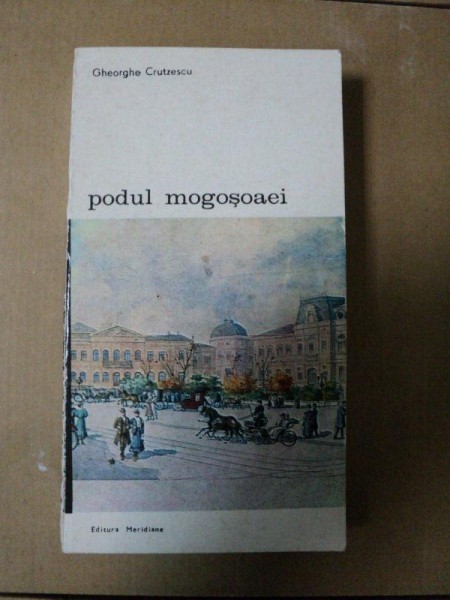 Gheorghe Crutzescu
podul mogoșoaei
Editura Meridiane